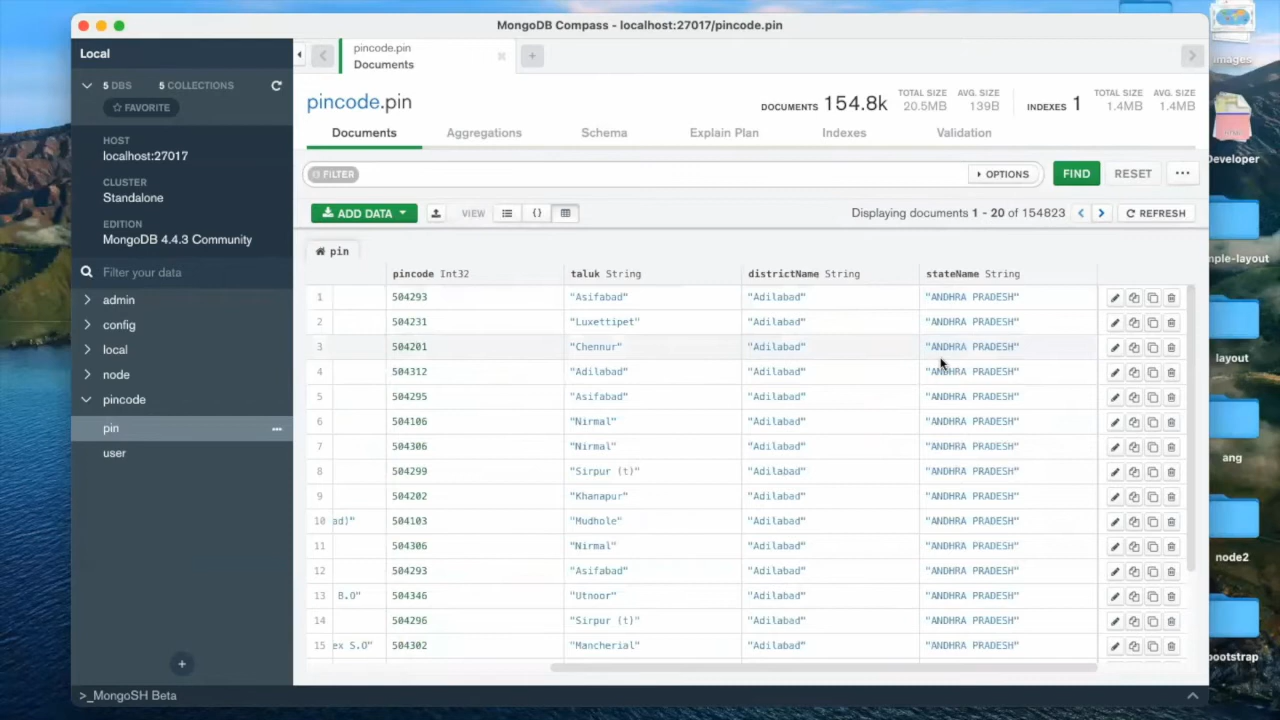 MongoDB Compass - localhost:27017/pincode.pin
Local
5 DBS 5 COLLECTIONS
☆ FAVORITE
HOST
localhost:27017
CLUSTER
Standalone
EDITION
MongoDB 4.4.3 Community
Filter your data
admin
config
local
node
pincode
pin
user
>_MongoSH Beta
pincode.pin
Documents
pincode.pin
DOCUMENTS 154.8k
TOTAL SIZE
20.5MB
AVG. SIZE
139B
INDEXES 1
TOTAL SIZE
1.4MB
AVG. SIZE
1.4MB
Documents Aggregations Schema Explain Plan Indexes Validation
FILTER OPTIONS FIND RESET ...
ADD DATA VIEW {} Displaying documents 1 - 20 of 154823 < > REFRESH
pin
pincode Int32 taluk String districtName String stateName String
1 504293 "Asifabad" "Adilabad" "ANDHRA PRADESH"
2 504231 "Luxettipet" "Adilabad" "ANDHRA PRADESH"
3 504201 "Chennur" "Adilabad" "ANDHRA PRADESH"
4 504312 "Adilabad" "Adilabad" "ANDHRA PRADESH"
5 504295 "Asifabad" "Adilabad" "ANDHRA PRADESH"
6 504106 "Nirmal" "Adilabad" "ANDHRA PRADESH"
7 504306 "Nirmal" "Adilabad" "ANDHRA PRADESH"
8 504299 "Sirpur (t)" "Adilabad" "ANDHRA PRADESH"
9 504202 "Khanapur" "Adilabad" "ANDHRA PRADESH"
10 ad)" 504103 "Mudhole" "Adilabad" "ANDHRA PRADESH"
11 504306 "Nirmal" "Adilabad" "ANDHRA PRADESH"
12 504293 "Asifabad" "Adilabad" "ANDHRA PRADESH"
13 B.O" 504346 "Utnoor" "Adilabad" "ANDHRA PRADESH"
14 504296 "Sirpur (t)" "Adilabad" "ANDHRA PRADESH"
15 ex S.O" 504302 "Mancherial" "Adilabad" "ANDHRA PRADESH"
images
Developer
mple-layout
layout
ang
node2
bootstrap